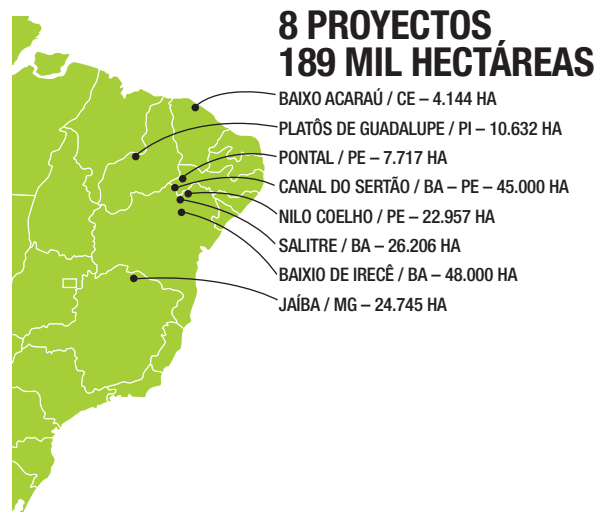 8 PROYECTOS
189 MIL HECTÁREAS
BAIXO ACARAÚ / CE – 4.144 HA
PLATÔS DE GUADALUPE / PI – 10.632 HA
PONTAL / PE – 7.717 HA
CANAL DO SERTÃO / BA – PE – 45.000 HA
NILO COELHO / PE – 22.957 HA
SALITRE / BA – 26.206 HA
BAIXIO DE IRECÊ / BA – 48.000 HA
JAÍBA / MG – 24.745 HA